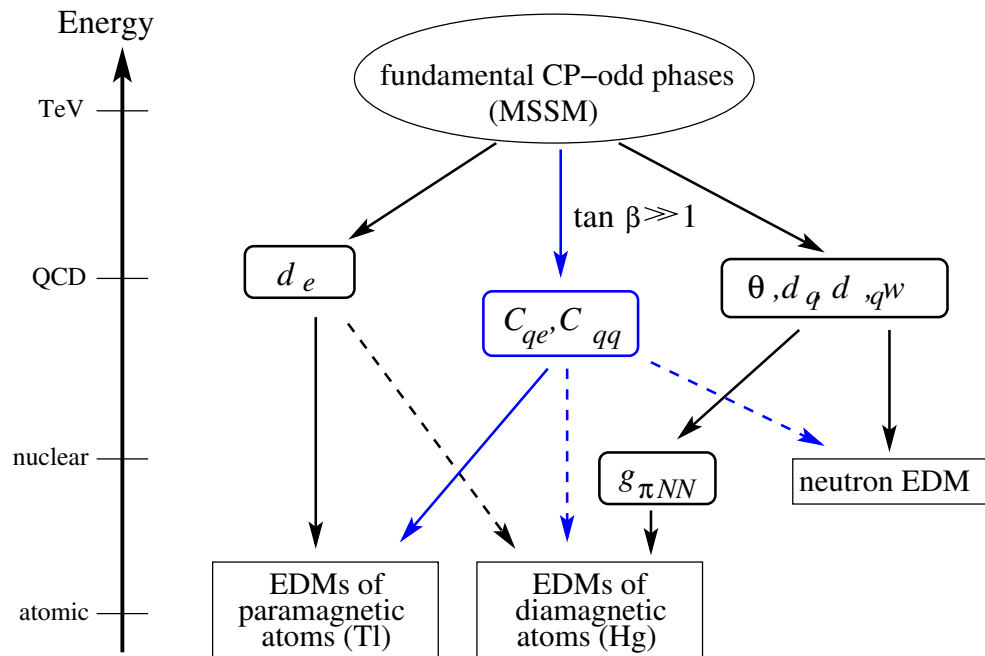 Energy
fundamental CP−odd phases
(MSSM)
TeV
tan β≫1
QCD
d e
θ ,d q, d ,q w
C qe ,C qq
nuclear
g πNN
neutron EDM
EDMs of
paramagnetic
atoms (Tl)
EDMs of
diamagnetic
atoms (Hg)
atomic